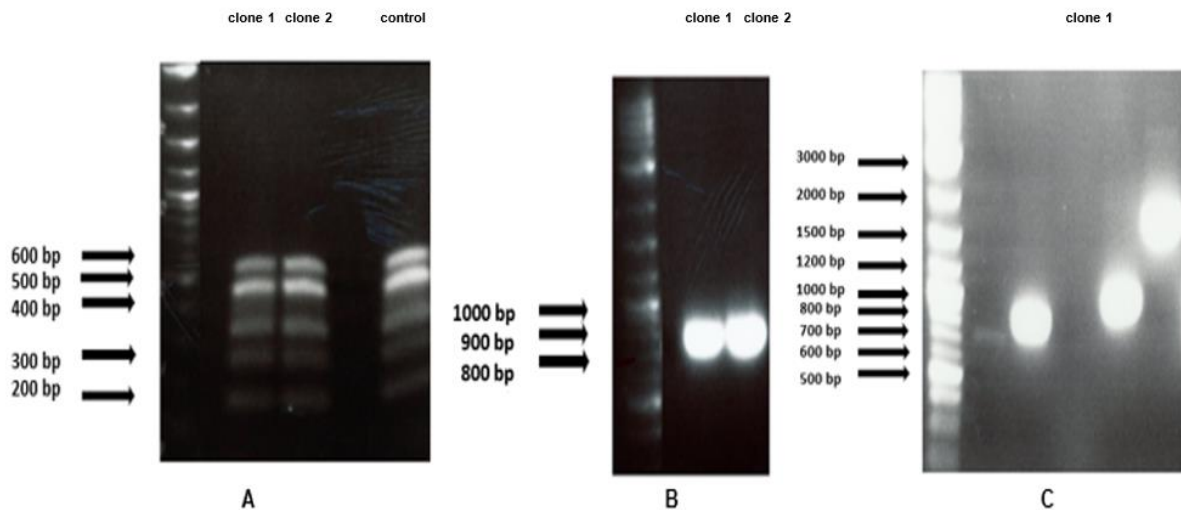 clone 1 clone 2 control
clone 1 clone 2
clone 1
600 bp
500 bp
400 bp
300 bp
200 bp
1000 bp
900 bp
800 bp
3000 bp
2000 bp
1500 bp
1200 bp
1000 bp
800 bp
700 bp
600 bp
500 bp
A
B
C